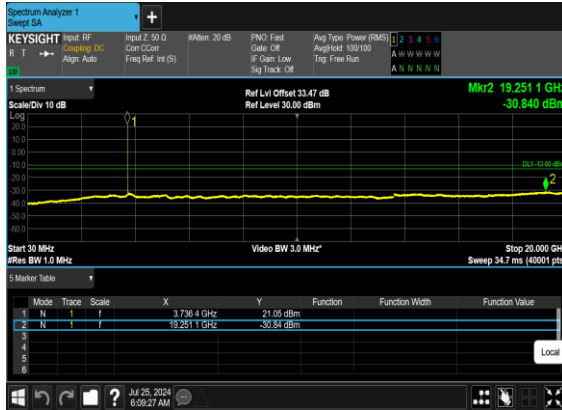 Spectrum Analyzer 1
Swept SA
+
KEYSIGHT Input: RF Input Z: 50 Ω #Atten: 20 dB PNO: Fast Avg Type: Power (RMS) 1 2 3 4 5 6
R T Coupling: DC Corr CCorr Gate: Off Avg|Hold: 100/100 A W W W W W
Align: Auto Freq Ref: Int (S) IF Gain: Low Trig: Free Run
Sig Track: Off A N N N N N
1 Spectrum Ref Lvl Offset 33.47 dB Mkr2 19.251 1 GHz
Scale/Div 10 dB Ref Level 30.00 dBm -30.840 dBm
Log
20.0
10.0
0.00
-10.0
-20.0
-30.0
-40.0
-50.0
-60.0
1
DL1 -13.00 dBm
2
Start 30 MHz Video BW 3.0 MHz* Stop 20.000 GHz
#Res BW 1.0 MHz Sweep 34.7 ms (40001 pts)
5 Marker Table
Mode Trace Scale X Y Function Function Width Function Value
1 N 1 f 3.736 4 GHz 21.05 dBm
2 N 1 f 19.251 1 GHz -30.84 dBm
3
4
5
6
Local
? Jul 25, 2024
6:09:27 AM